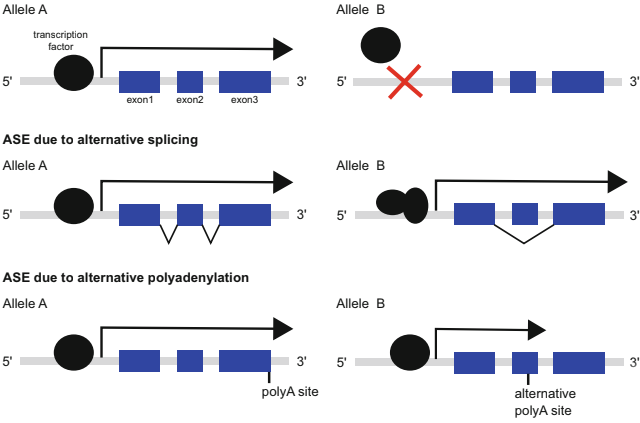 Allele A
Allele B
transcription
factor
5'
3'
5'
3'
exon1
exon2
exon3
ASE due to alternative splicing
Allele A
Allele B
5'
3'
5'
3'
ASE due to alternative polyadenylation
Allele A
Allele B
5'
3'
5'
3'
polyA site
alternative
polyA site